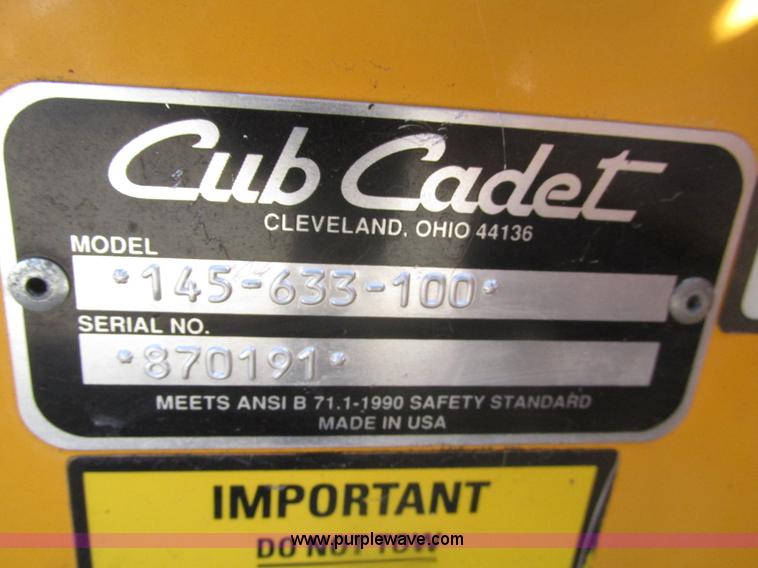 Cub Cadet
CLEVELAND, OHIO 44136
MODEL
*145-633-100*
SERIAL NO.
*870191*
MEETS ANSI B 71.1-1990 SAFETY STANDARD
MADE IN USA
IMPORTANT
DO NOT TOW
www.purplewave.com